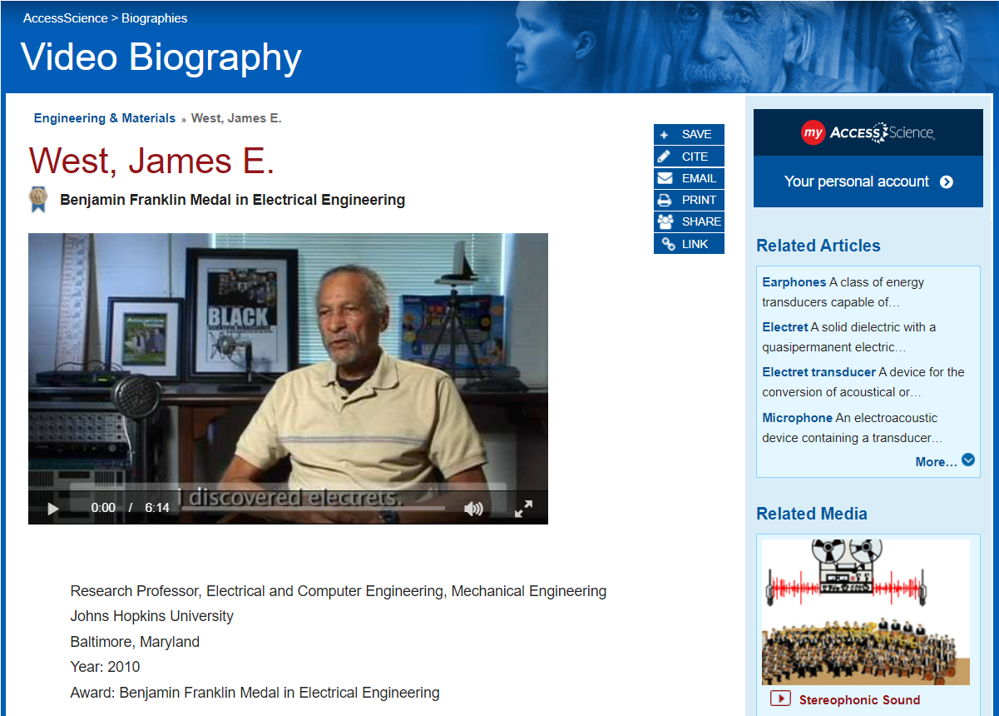 AccessScience > Biographies
Video Biography
Engineering & Materials » West, James E.
West, James E.
Benjamin Franklin Medal in Electrical Engineering
SAVE
CITE
EMAIL
PRINT
SHARE
LINK
BLACK
SCIENTIFIC RENAISSANCE
i discovered electrets.
0:00 / 6:14
Research Professor, Electrical and Computer Engineering, Mechanical Engineering
Johns Hopkins University
Baltimore, Maryland
Year: 2010
Award: Benjamin Franklin Medal in Electrical Engineering
my ACCESS Science
Your personal account
Related Articles
Earphones A class of energy
transducers capable of…
Electret A solid dielectric with a
quasipermanent electric…
Electret transducer A device for the
conversion of acoustical or…
Microphone An electroacoustic
device containing a transducer…
More…
Related Media
Stereophonic Sound